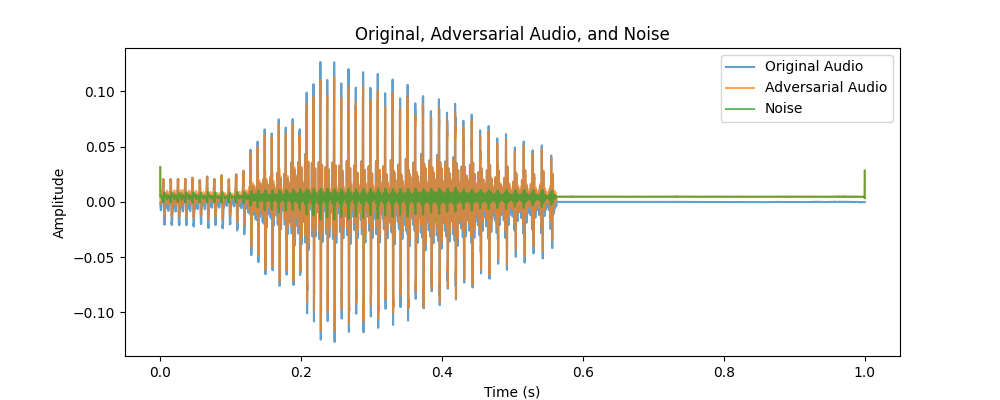 Original, Adversarial Audio, and Noise
Original Audio
Adversarial Audio
Noise
0.10
0.05
0.00
−0.05
−0.10
Amplitude
0.0 0.2 0.4 0.6 0.8 1.0
Time (s)